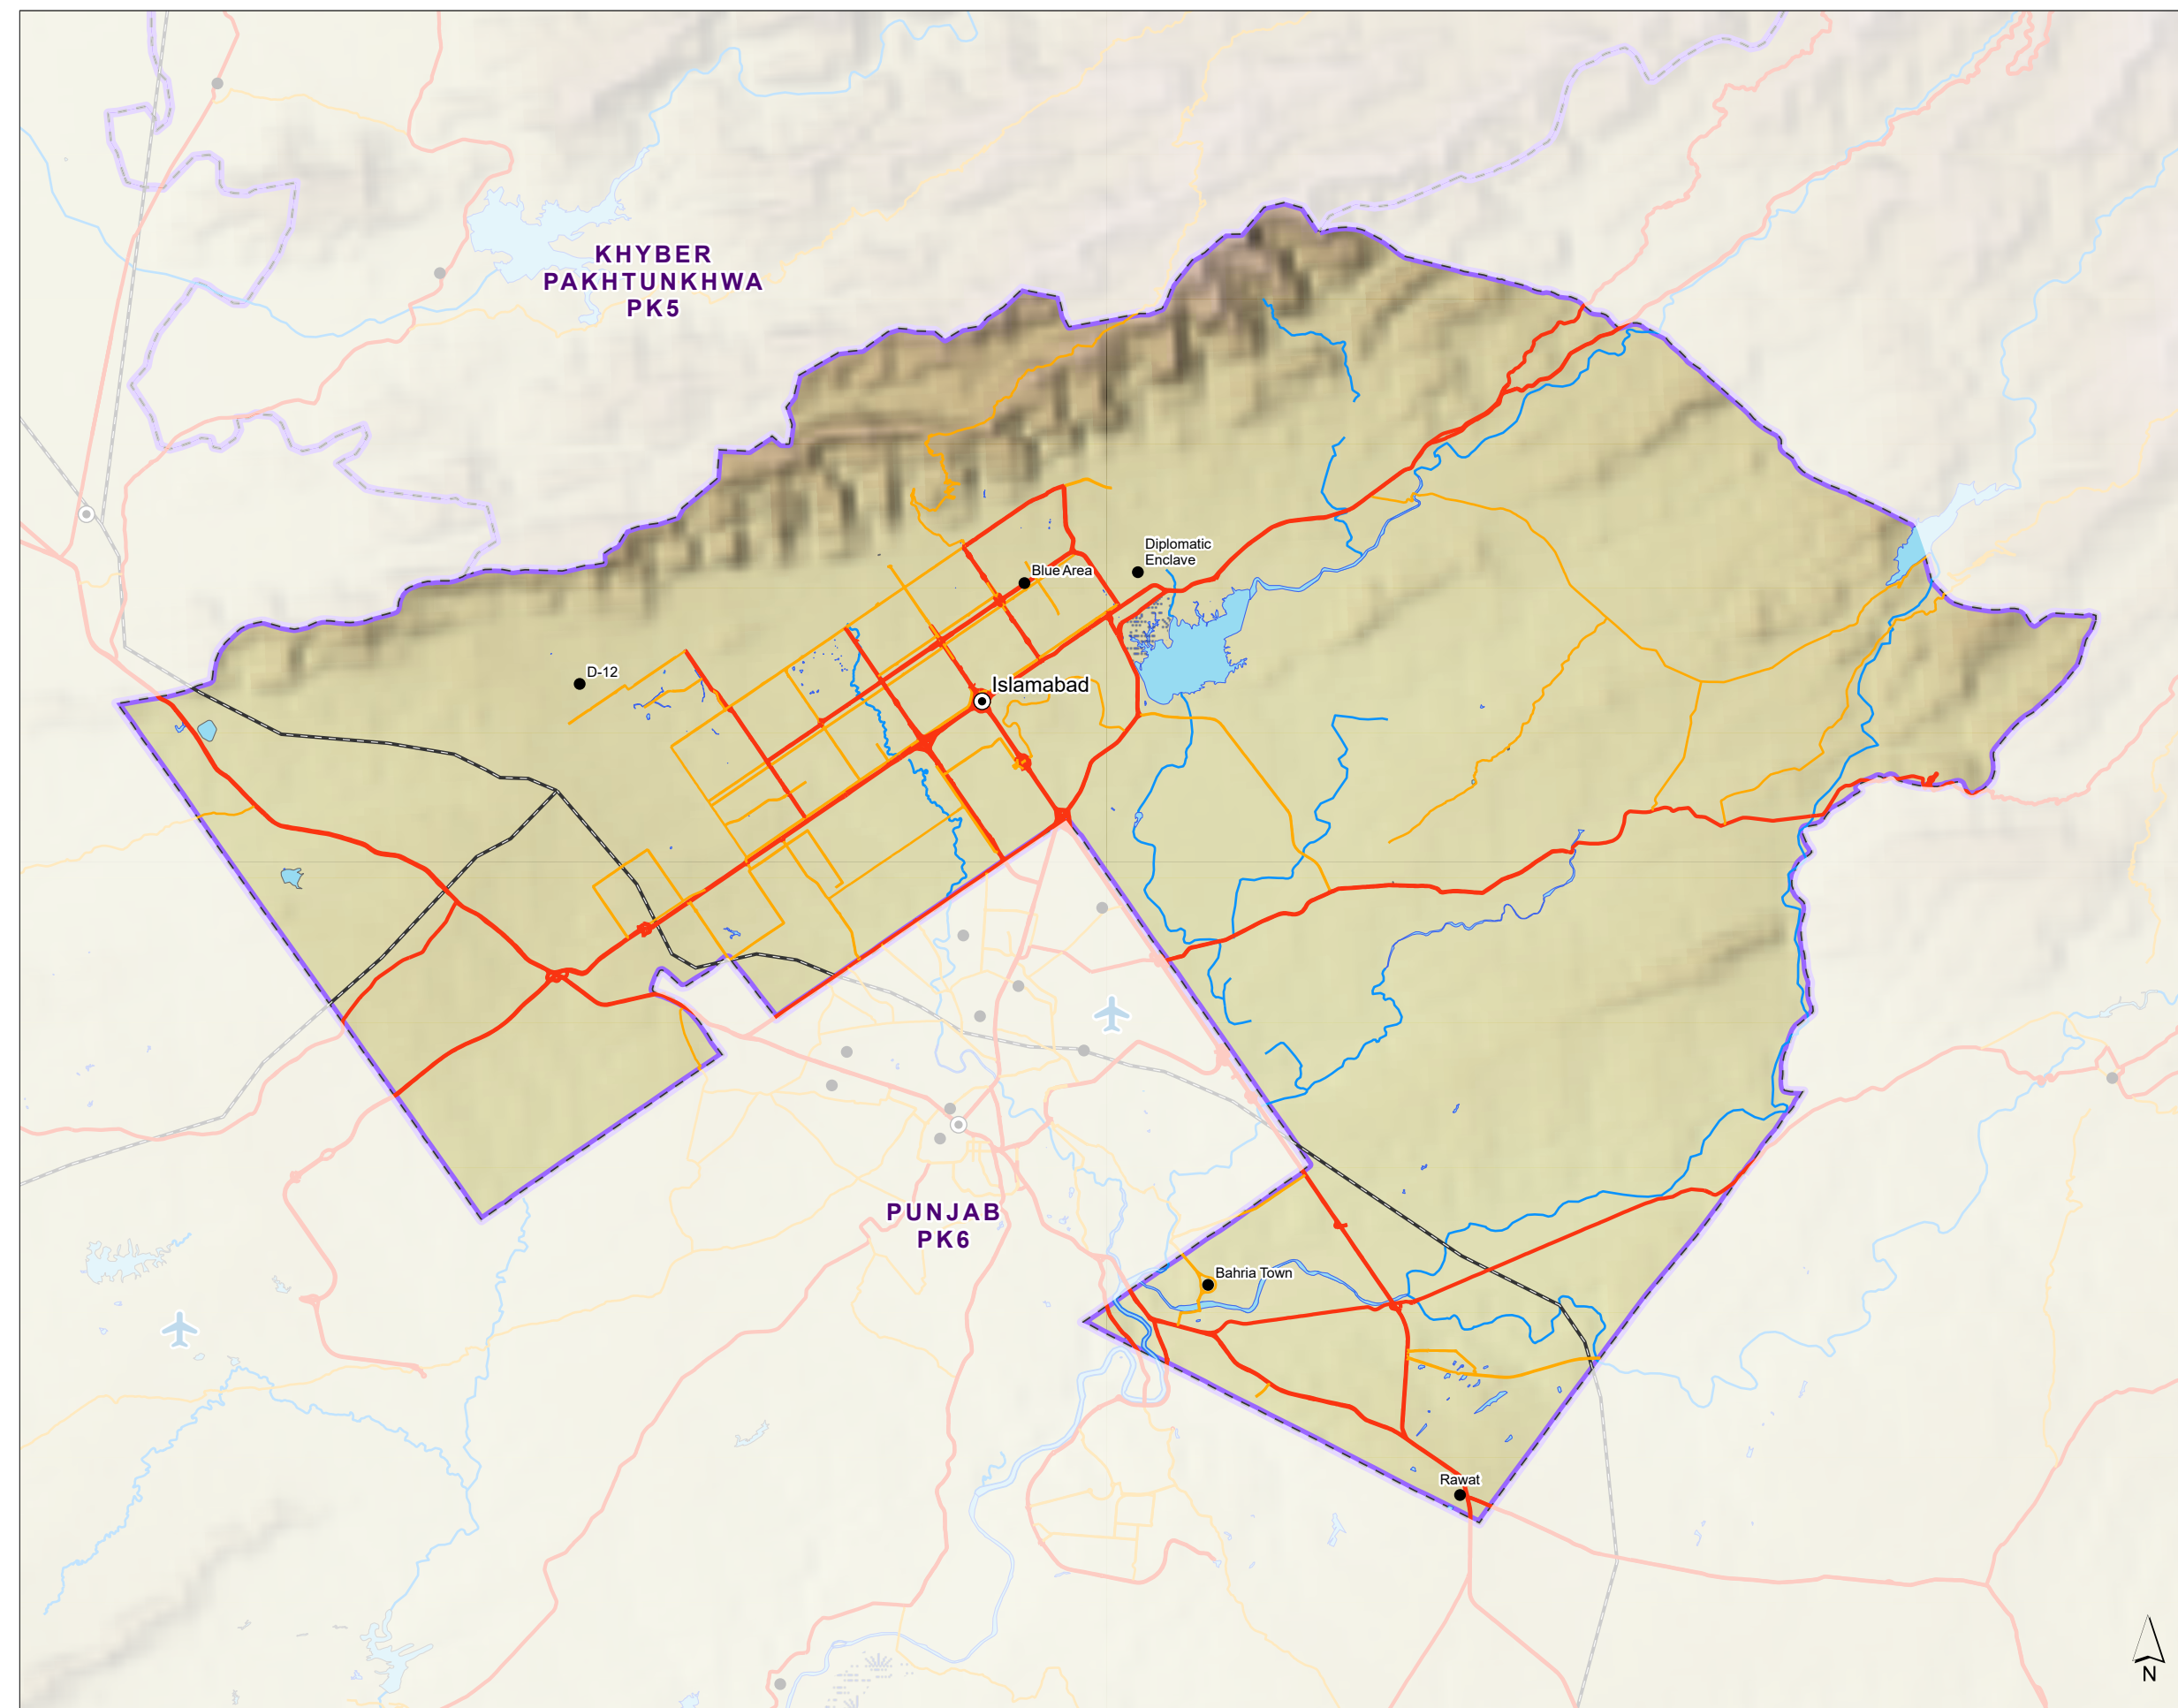 KHYBER
PAKHTUNKHWA
PK5
Diplomatic
Enclave
Blue Area
D-12
Islamabad
PUNJAB
PK6
Bahria Town
Rawat
N